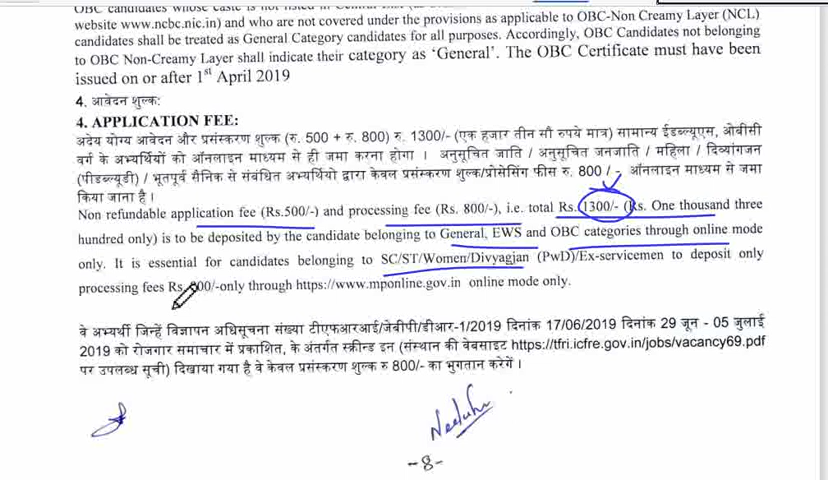 OBC candidates whose caste is not listed in Central
website www.ncbc.nic.in) and who are not covered under the provisions as applicable to OBC-Non Creamy Layer (NCL)
candidates shall be treated as General Category candidates for all purposes. Accordingly, OBC Candidates not belonging
to OBC Non-Creamy Layer shall indicate their category as ‘General’. The OBC Certificate must have been
issued on or after 1st April 2019
4. आवेदन शुल्क:
4. APPLICATION FEE:
अदेय योग्य आवेदन और प्रसंस्करण शुल्क (रु. 500 + रु. 800) रु. 1300/- (एक हजार तीन सौ रुपये मात्र) सामान्य ईडब्ल्यूएस, ओबीसी
वर्ग के अभ्यर्थियों को ऑनलाइन माध्यम से ही जमा करना होगा । अनुसूचित जाति / अनुसूचित जनजाति / महिला / दिव्यांगजन
(पीडब्ल्यूडी) / भूतपूर्व सैनिक से संबंधित अभ्यर्थियो द्वारा केवल प्रसंस्करण शुल्क/प्रोसेसिंग फीस रु. 800 /- ऑनलाइन माध्यम से जमा
किया जाना है ।
Non refundable application fee (Rs.500/-) and processing fee (Rs. 800/-), i.e. total Rs. 1300/- (Rs. One thousand three
hundred only) is to be deposited by the candidate belonging to General, EWS and OBC categories through online mode
only. It is essential for candidates belonging to SC/ST/Women/Divyagjan (PwD)/Ex-servicemen to deposit only
processing fees Rs. 800/-only through https://www.mponline.gov.in online mode only.
वे अभ्यर्थी जिन्हें विज्ञापन अधिसूचना संख्या टीएफआरआई/जेबीपी/डीआर-1/2019 दिनांक 17/06/2019 दिनांक 29 जून - 05 जुलाई
2019 को रोजगार समाचार में प्रकाशित, के अंतर्गत स्क्रीन्ड इन (संस्थान की वेबसाइट https://tfri.icfre.gov.in/jobs/vacancy69.pdf
पर उपलब्ध सूची) दिखाया गया है वे केवल प्रसंस्करण शुल्क रु 800/- का भुगतान करेगें ।
-8-